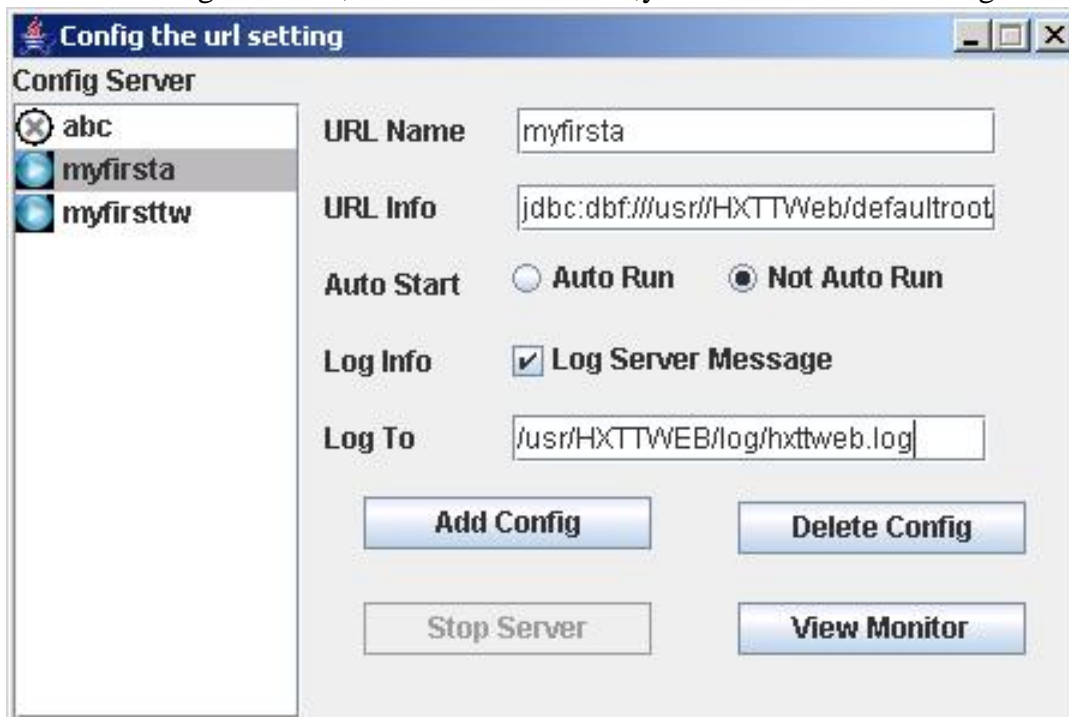 Config the url setting
Config Server
abc
myfirsta
myfirsttw
URL Name myfirsta
URL Info jdbc:dbf:///usr//HXTTWeb/defaultroot
Auto Start Auto Run Not Auto Run
Log Info Log Server Message
Log To /usr/HXTTWEB/log/hxttweb.log
Add Config Delete Config
Stop Server View Monitor